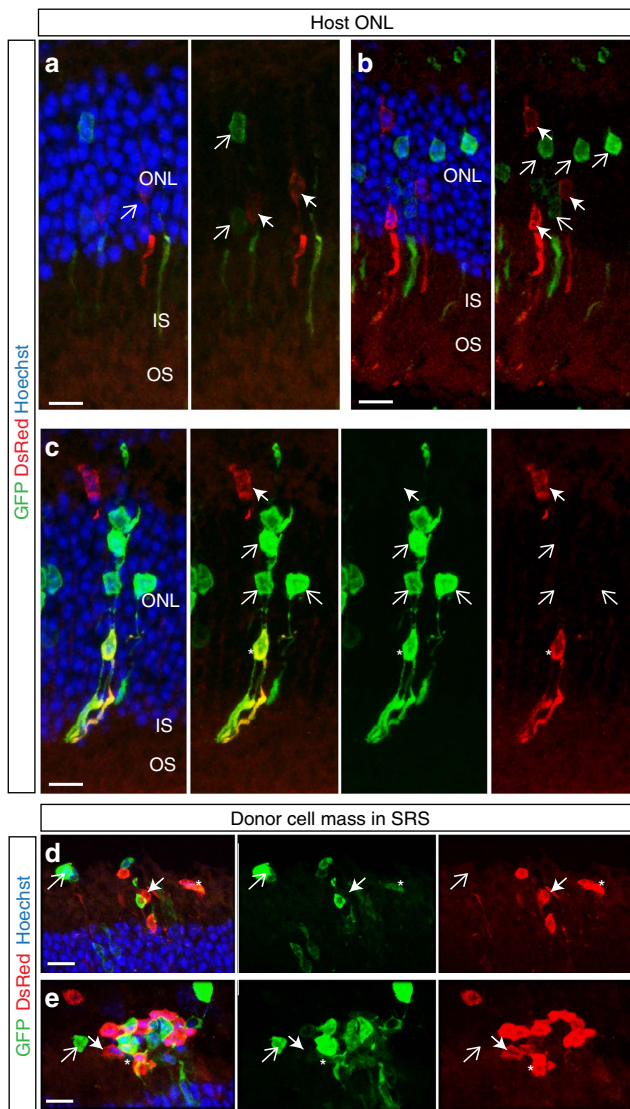 Host ONL
GFP DsRed Hoechst
a
ONL
IS
OS
b
ONL
IS
OS
c
ONL
IS
OS
*
*
*
Donor cell mass in SRS
GFP DsRed Hoechst
d
*
*
*
e
*
*
*